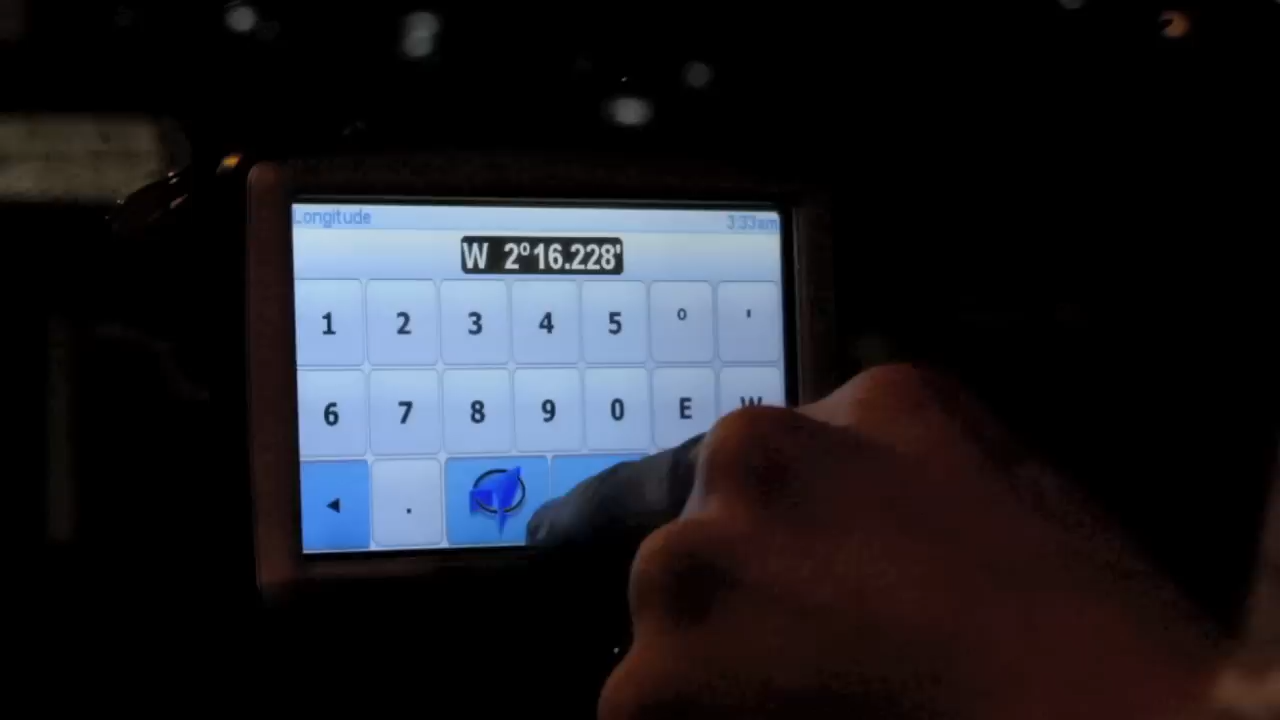 Longitude 3:33am
W 2°16.228'
1 2 3 4 5 ° '
6 7 8 9 0 E W
◄ .